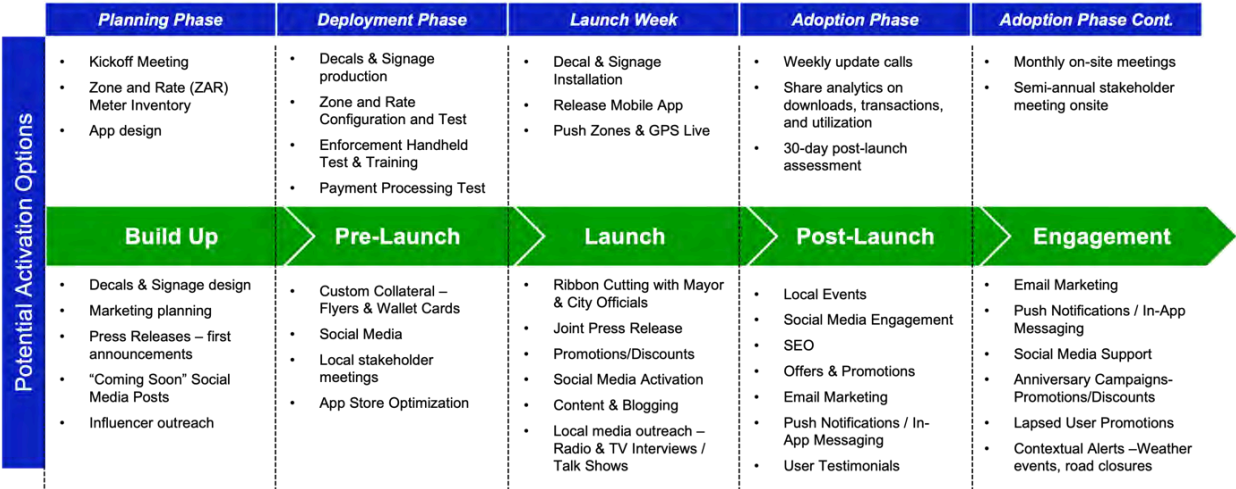 Potential Activation Options
Planning Phase
• Kickoff Meeting
• Zone and Rate (ZAR)
Meter Inventory
• App design
Deployment Phase
• Decals & Signage
production
• Zone and Rate
Configuration and Test
• Enforcement Handheld
Test & Training
• Payment Processing Test
Launch Week
• Decal & Signage
Installation
• Release Mobile App
• Push Zones & GPS Live
Adoption Phase
• Weekly update calls
• Share analytics on
downloads, transactions,
and utilization
• 30-day post-launch
assessment
Adoption Phase Cont.
• Monthly on-site meetings
• Semi-annual stakeholder
meeting onsite
Build Up
Pre-Launch
Launch
Post-Launch
Engagement
• Decals & Signage design
• Marketing planning
• Press Releases – first
announcements
• “Coming Soon” Social
Media Posts
• Influencer outreach
• Custom Collateral –
Flyers & Wallet Cards
• Social Media
• Local stakeholder
meetings
• App Store Optimization
• Ribbon Cutting with Mayor
& City Officials
• Joint Press Release
• Promotions/Discounts
• Social Media Activation
• Content & Blogging
• Local media outreach –
Radio & TV Interviews /
Talk Shows
• Local Events
• Social Media Engagement
• SEO
• Offers & Promotions
• Email Marketing
• Push Notifications / In-
App Messaging
• User Testimonials
• Email Marketing
• Push Notifications / In-App
Messaging
• Social Media Support
• Anniversary Campaigns-
Promotions/Discounts
• Lapsed User Promotions
• Contextual Alerts –Weather
events, road closures